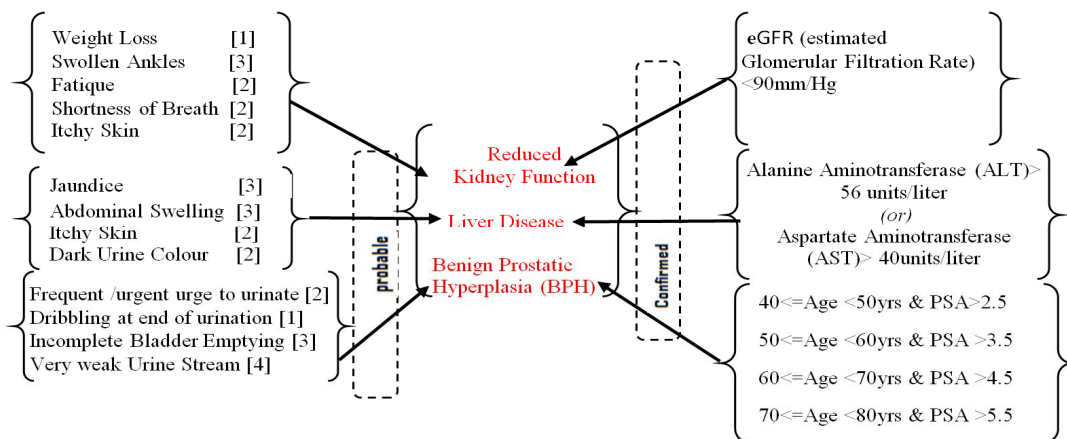 Weight Loss [1]
Swollen Ankles [3]
Fatique [2]
Shortness of Breath [2]
Itchy Skin [2]
Jaundice [3]
Abdominal Swelling [3]
Itchy Skin [2]
Dark Urine Colour [2]
Frequent /urgent urge to urinate [2]
Dribbling at end of urination [1]
Incomplete Bladder Emptying [3]
Very weak Urine Stream [4]
probable
Reduced
Kidney Function
Liver Disease
Benign Prostatic
Hyperplasia (BPH)
Confirmed
eGFR (estimated
Glomerular Filtration Rate)
<90mm/Hg
Alanine Aminotransferase (ALT)>
56 units/liter
(or)
Aspartate Aminotransferase
(AST)> 40units/liter
40<=Age <50yrs & PSA>2.5
50<=Age <60yrs & PSA >3.5
60<=Age <70yrs & PSA >4.5
70<=Age <80yrs & PSA >5.5